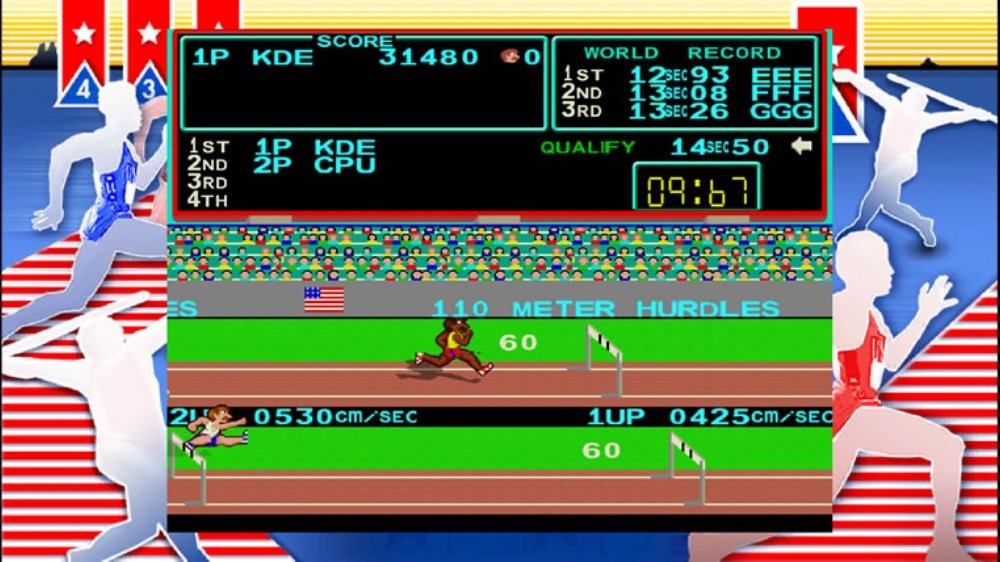 4 3
SCORE
1P KDE 31480 0
WORLD RECORD
1ST 12SEC93 EEE
2ND 13SEC08 FFF
3RD 13SEC26 GGG
1ST 1P KDE
2ND 2P CPU
3RD
4TH
QUALIFY 14SEC50
09:67
ES
110 METER HURDLES
60
2U 0530CM/SEC 1UP 0425CM/SEC
60